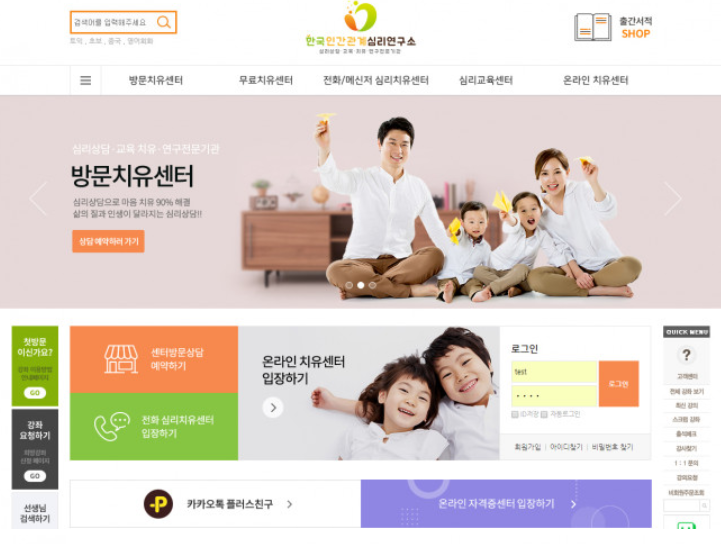 검색어를 입력해주세요
토익 , 초보 , 중국 , 영어회화
한국인간관계심리연구소
심리상담·교육 치유·연구전문기관
출간서적
SHOP
방문치유센터
무료치유센터
전화/메신저 심리치유센터
심리교육센터
온라인 치유센터
심리상담·교육 치유·연구전문기관
방문치유센터
심리상담으로 마음 치유 90% 해결
삶의 질과 인생이 달라지는 심리상담!!
상담 예약하러 가기
첫방문
이신가요?
GO
강좌
요청하기
희망강좌
신청 페이지
GO
선생님
검색하기
센터방문상담
예약하기
전화 심리치유센터
입장하기
온라인 치유센터
입장하기
로그인
test
····
로그인
ID저장
자동로그인
회원가입 | 아이디찾기 | 비밀번호 찾기
카카오톡 플러스친구
온라인 자격증센터 입장하기
QUICK MENU
?
고객센터
전체 강좌 보기
최신 강의
스크랩 강좌
출석체크
강사찾기
1 : 1 문의
강의요청
비회원주문조회